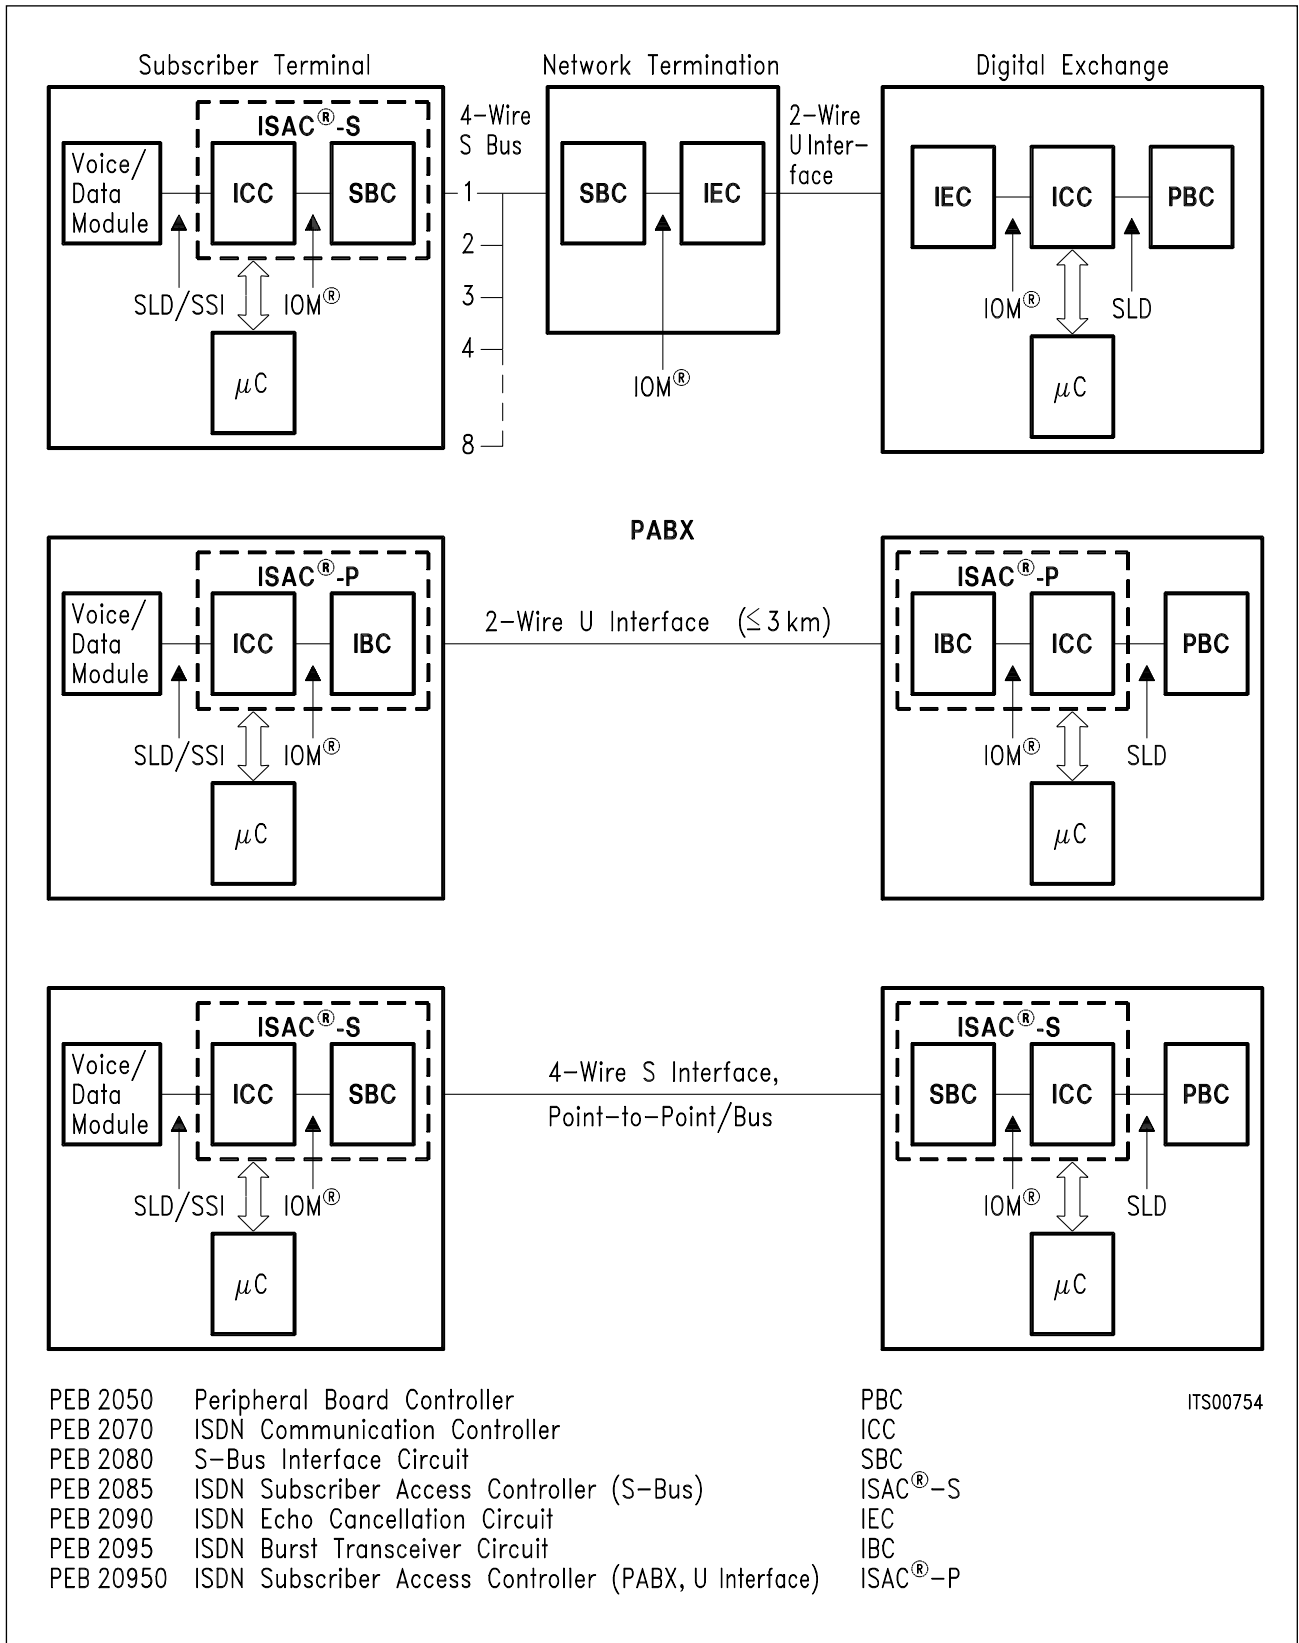 Subscriber Terminal
Network Termination
Digital Exchange
ISAC®-S
4-Wire
S Bus
2-Wire
U Inter-
face
Voice/
Data
Module
ICC
SBC
1
2
3
4
8
SBC
IEC
IEC
ICC
PBC
SLD/SSI
IOM®
IOM®
IOM®
SLD
μC
μC
PABX
ISAC®-P
ISAC®-P
Voice/
Data
Module
ICC
IBC
2-Wire U Interface (≤3 km)
IBC
ICC
PBC
SLD/SSI
IOM®
IOM®
SLD
μC
μC
ISAC®-S
ISAC®-S
Voice/
Data
Module
ICC
SBC
4-Wire S Interface,
Point-to-Point/Bus
SBC
ICC
PBC
SLD/SSI
IOM®
IOM®
SLD
μC
μC
PEB 2050 Peripheral Board Controller PBC ITS00754
PEB 2070 ISDN Communication Controller ICC
PEB 2080 S-Bus Interface Circuit SBC
PEB 2085 ISDN Subscriber Access Controller (S-Bus) ISAC®-S
PEB 2090 ISDN Echo Cancellation Circuit IEC
PEB 2095 ISDN Burst Transceiver Circuit IBC
PEB 20950 ISDN Subscriber Access Controller (PABX, U Interface) ISAC®-P